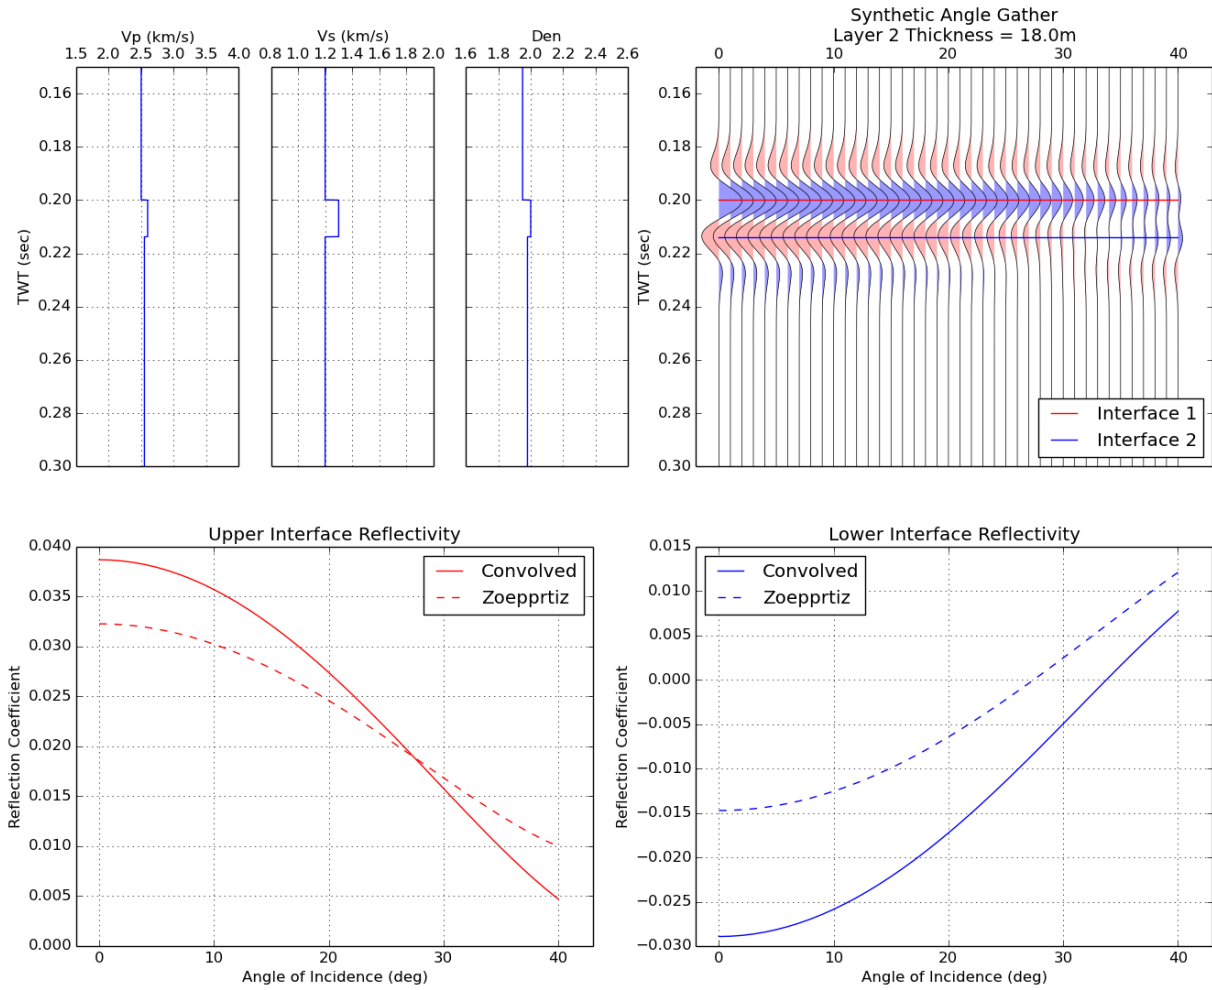 Vp (km/s)
1.5 2.0 2.5 3.0 3.5 4.0
Vs (km/s)
0.8 1.0 1.2 1.4 1.6 1.8 2.0
Den
1.6 1.8 2.0 2.2 2.4 2.6
TWT (sec)
0.16
0.18
0.20
0.22
0.24
0.26
0.28
0.30
Synthetic Angle Gather
Layer 2 Thickness = 18.0m
0 10 20 30 40
TWT (sec)
0.16
0.18
0.20
0.22
0.24
0.26
0.28
0.30
Interface 1
Interface 2
Upper Interface Reflectivity
Reflection Coefficient
0.040
0.035
0.030
0.025
0.020
0.015
0.010
0.005
0.000
Convolved
Zoepprtiz
0 10 20 30 40
Angle of Incidence (deg)
Lower Interface Reflectivity
Reflection Coefficient
0.015
0.010
0.005
0.000
−0.005
−0.010
−0.015
−0.020
−0.025
−0.030
Convolved
Zoepprtiz
0 10 20 30 40
Angle of Incidence (deg)